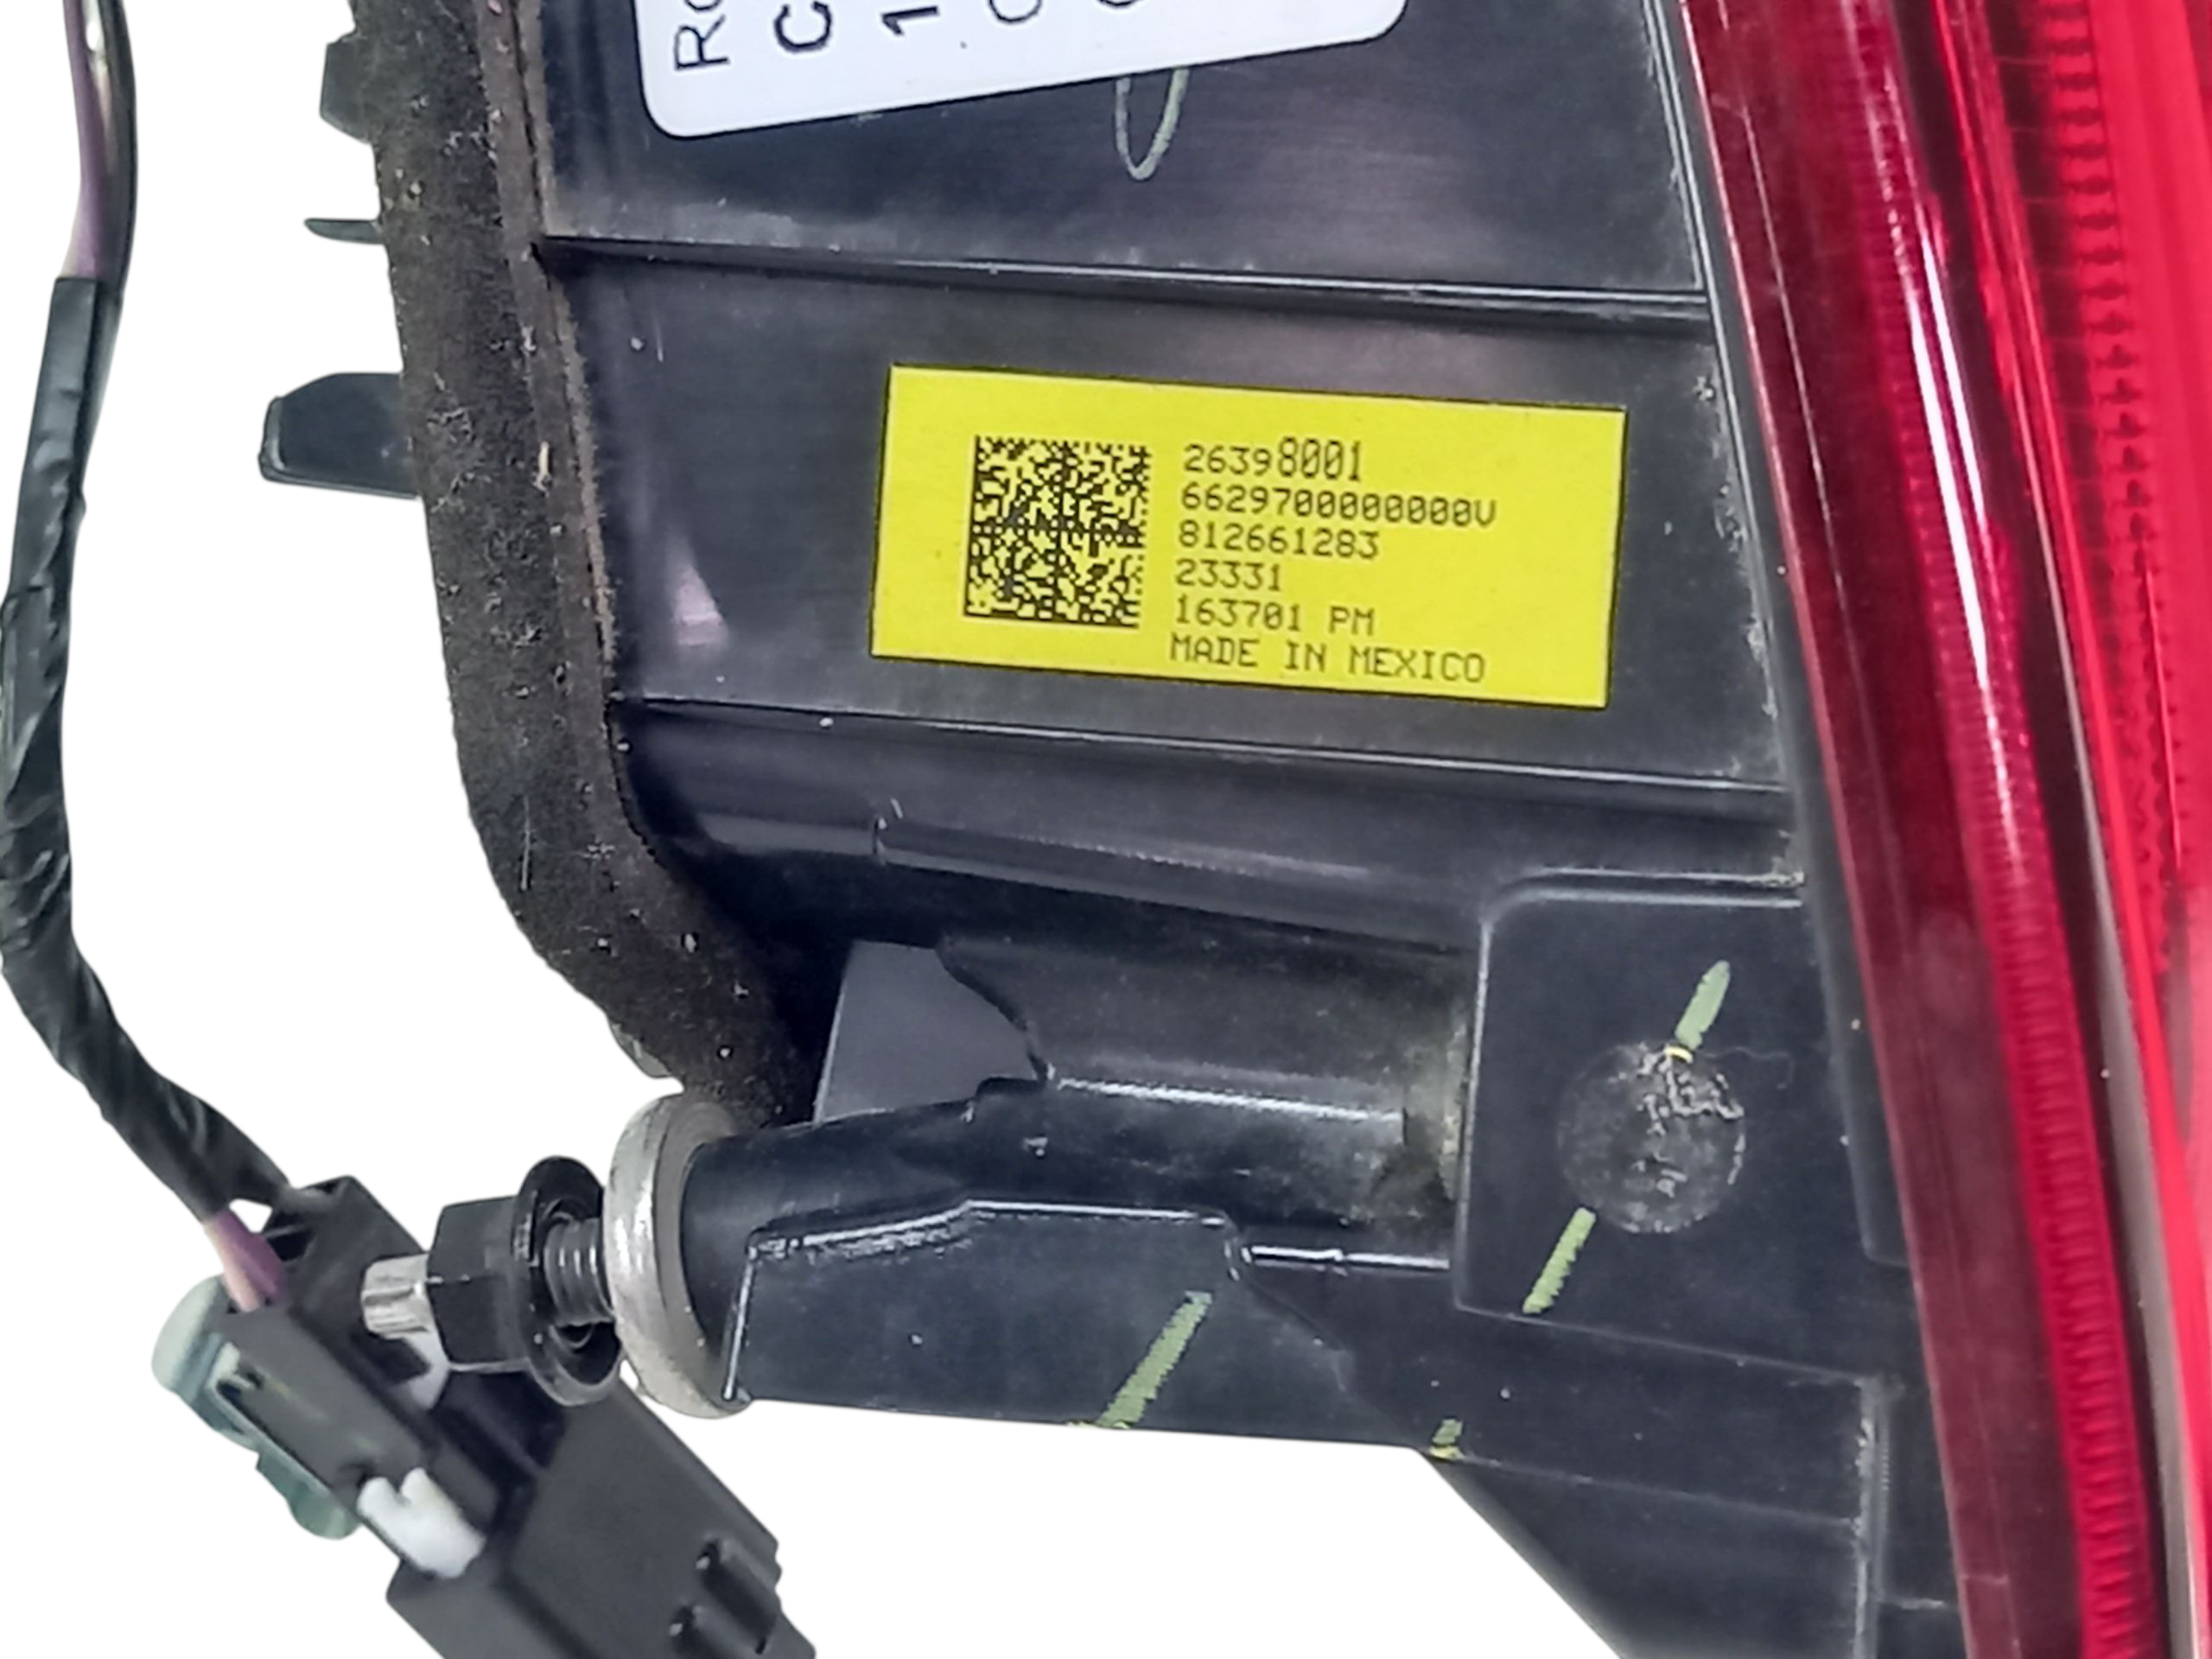 26398001
6629700000000V
812661283
23331
163701 PM
MADE IN MEXICO